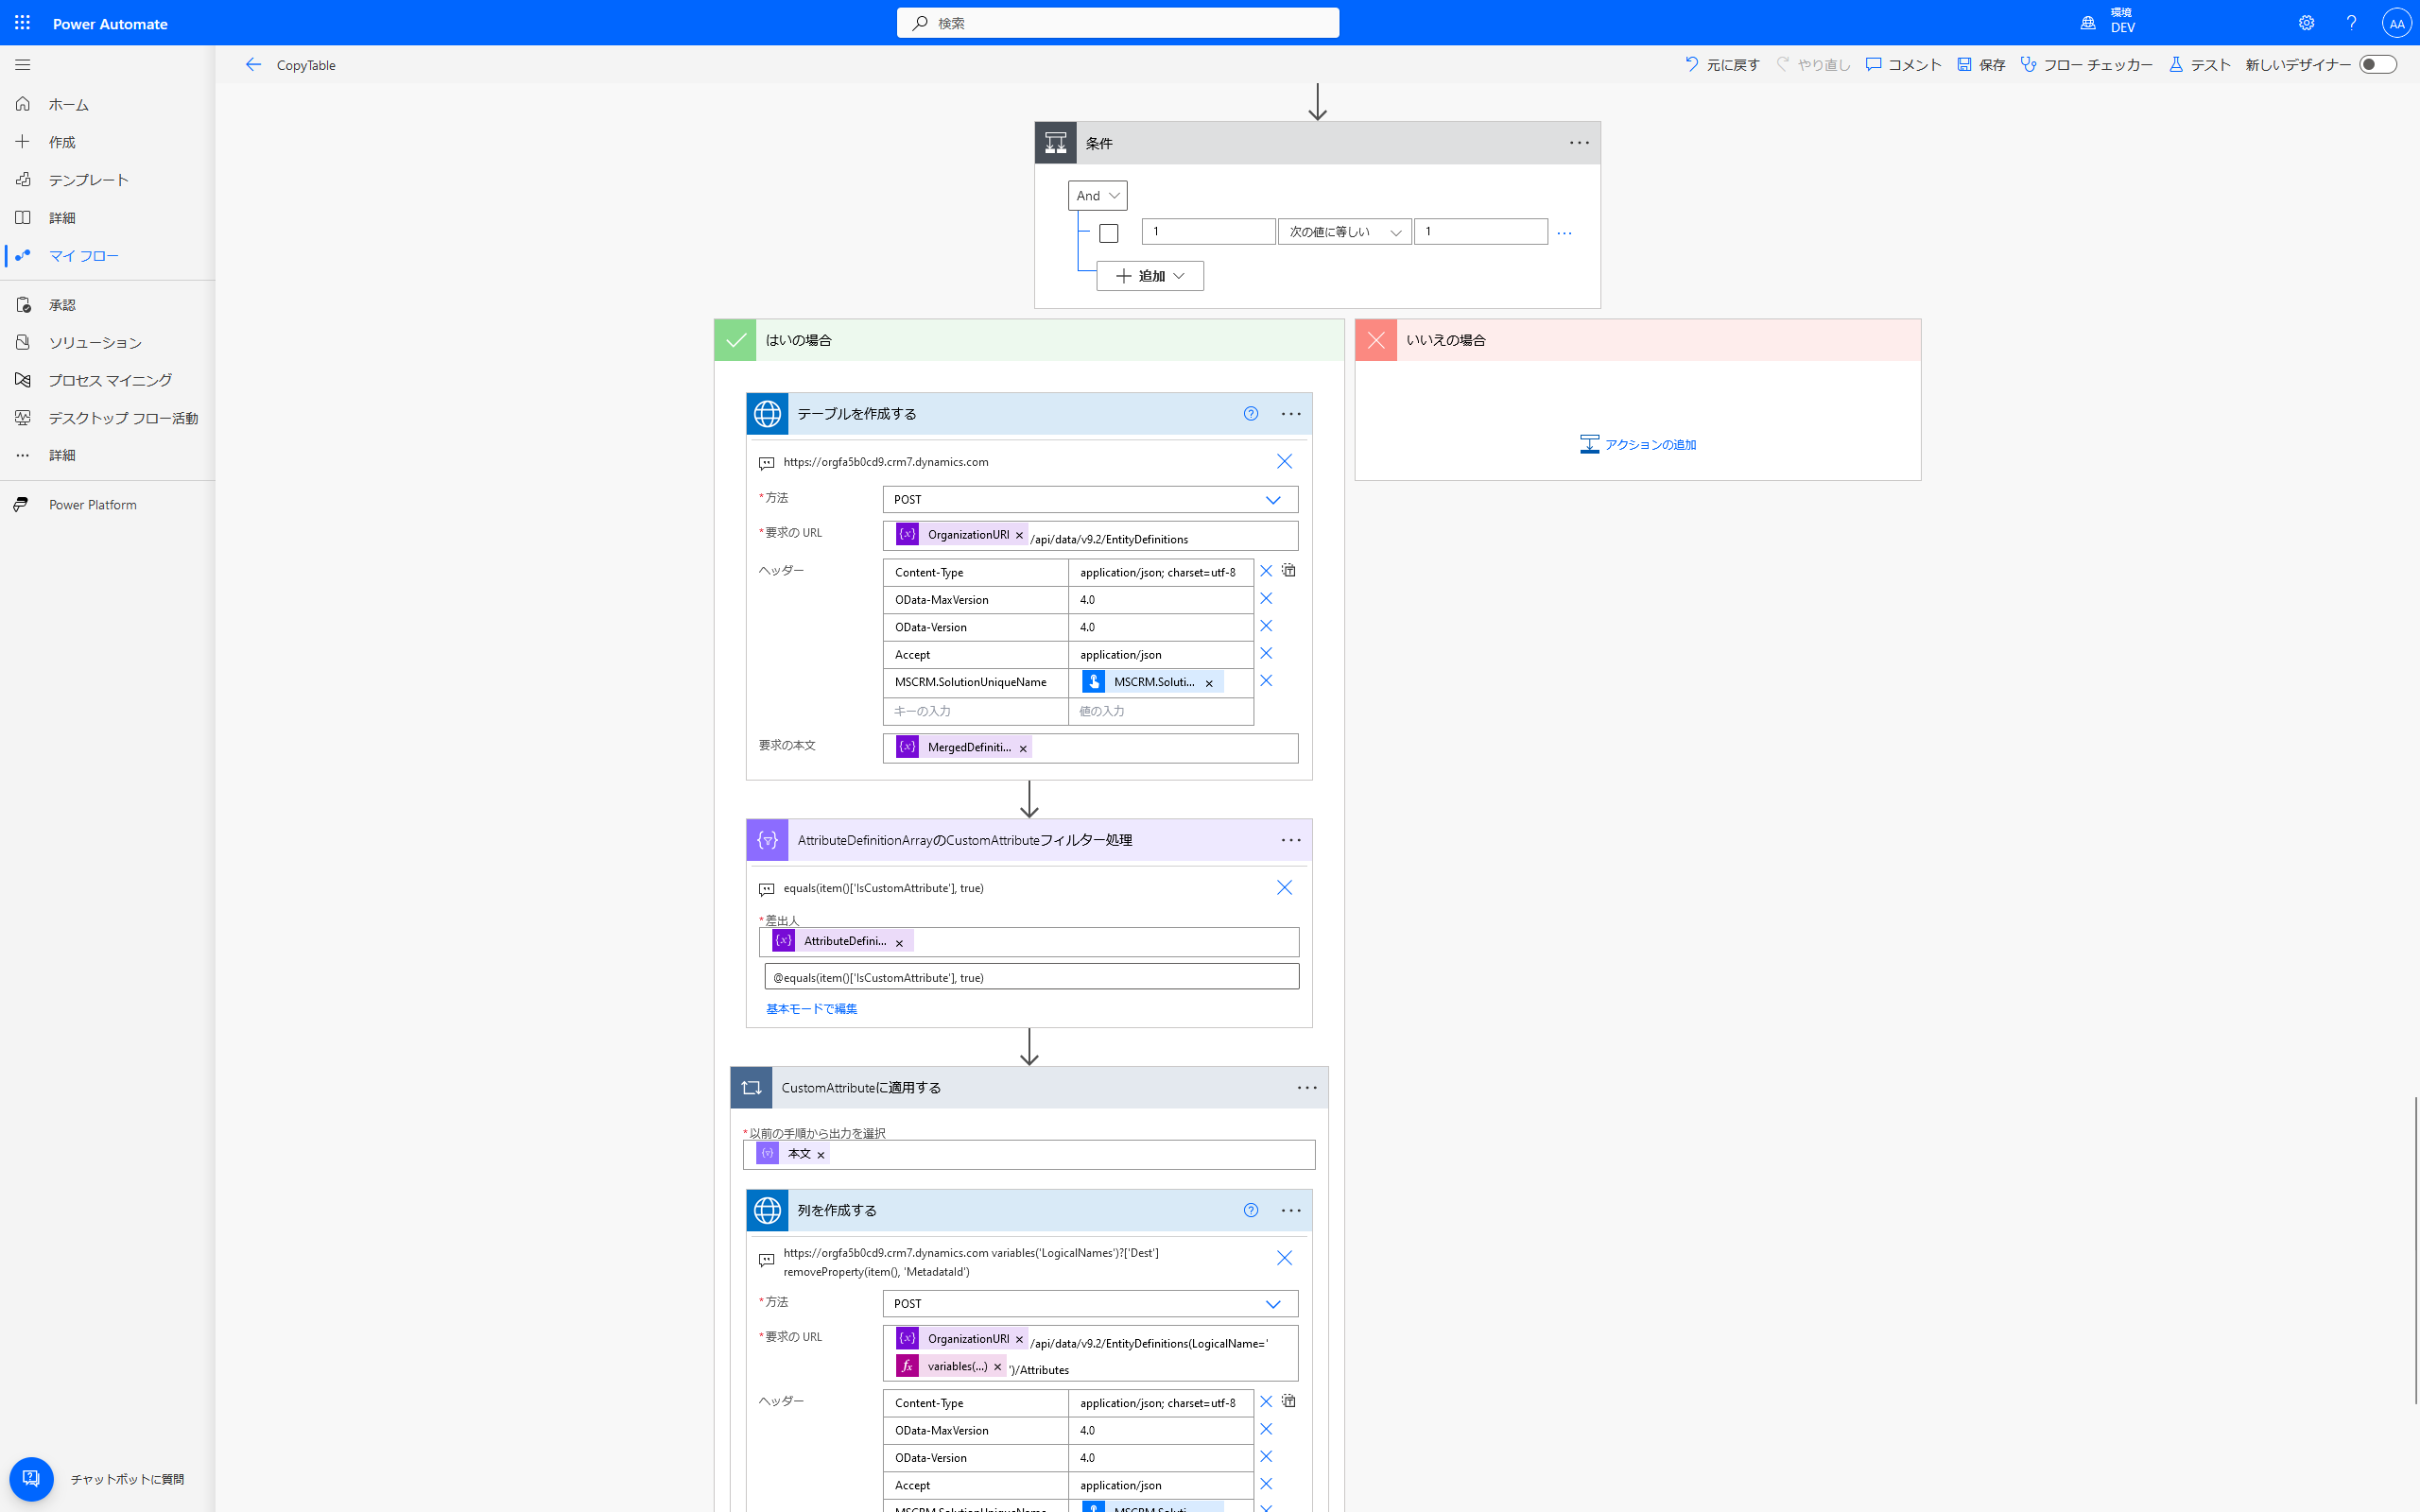 Power Automate
検索
環境
DEV
AA
CopyTable
元に戻す
やり直し
コメント
保存
フロー チェッカー
テスト
新しいデザイナー
ホーム
作成
テンプレート
詳細
マイ フロー
承認
ソリューション
プロセス マイニング
デスクトップ フロー活動
詳細
Power Platform
チャットボットに質問
条件
And
1 次の値に等しい 1
追加
はいの場合
いいえの場合
アクションの追加
テーブルを作成する
https://orgfa5b0cd9.crm7.dynamics.com
*方法 POST
*要求の URL OrganizationURI /api/data/v9.2/EntityDefinitions
ヘッダー Content-Type application/json; charset=utf-8
OData-MaxVersion 4.0
OData-Version 4.0
Accept application/json
MSCRM.SolutionUniqueName MSCRM.Soluti...
キーの入力 値の入力
要求の本文 MergedDefiniti...
AttributeDefinitionArrayのCustomAttributeフィルター処理
equals(item()['IsCustomAttribute'], true)
*差出人
AttributeDefini...
@equals(item()['IsCustomAttribute'], true)
基本モードで編集
CustomAttributeに適用する
*以前の手順から出力を選択
本文
列を作成する
https://orgfa5b0cd9.crm7.dynamics.com variables('LogicalNames')?['Dest']
removeProperty(item(), 'MetadataId')
*方法 POST
*要求の URL OrganizationURI /api/data/v9.2/EntityDefinitions(LogicalName='
fx variables(...) ')/Attributes
ヘッダー Content-Type application/json; charset=utf-8
OData-MaxVersion 4.0
OData-Version 4.0
Accept application/json
MSCRM.SolutionUniqueName MSCRM.Soluti...